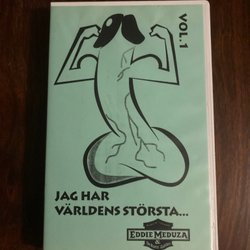 VOL. 1
JAG HAR
VÄRLDENS STÖRSTA...
EDDIE MEDUZA
&